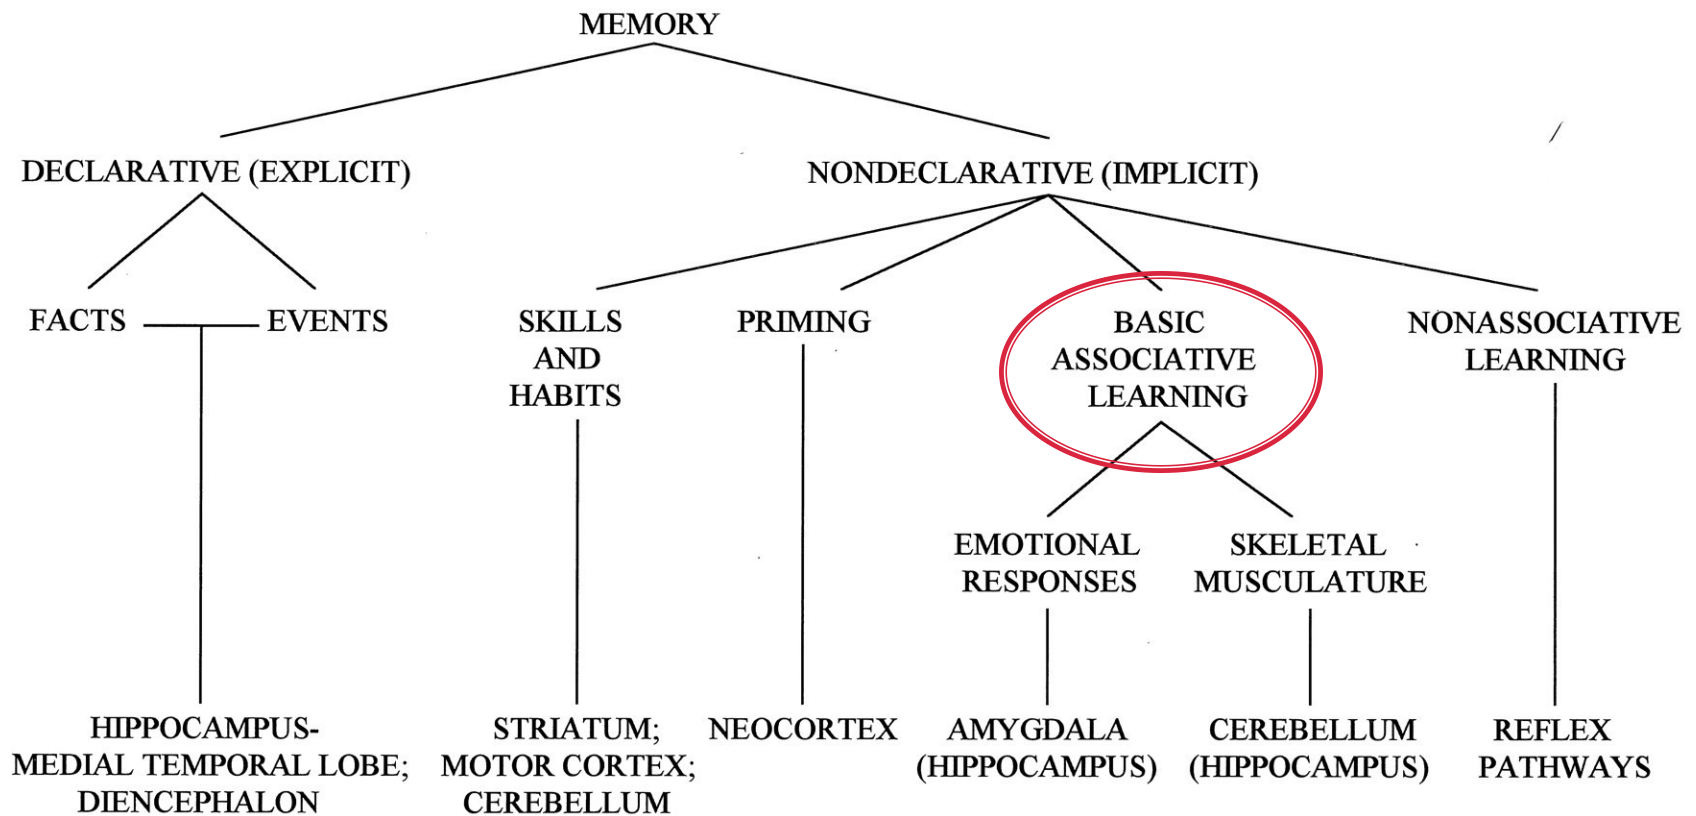 MEMORY
DECLARATIVE (EXPLICIT)
NONDECLARATIVE (IMPLICIT)
FACTS
EVENTS
SKILLS
AND
HABITS
PRIMING
BASIC
ASSOCIATIVE
LEARNING
NONASSOCIATIVE
LEARNING
EMOTIONAL
RESPONSES
SKELETAL
MUSCULATURE
HIPPOCAMPUS-
MEDIAL TEMPORAL LOBE;
DIENCEPHALON
STRIATUM;
MOTOR CORTEX;
CEREBELLUM
NEOCORTEX
AMYGDALA
(HIPPOCAMPUS)
CEREBELLUM
(HIPPOCAMPUS)
REFLEX
PATHWAYS